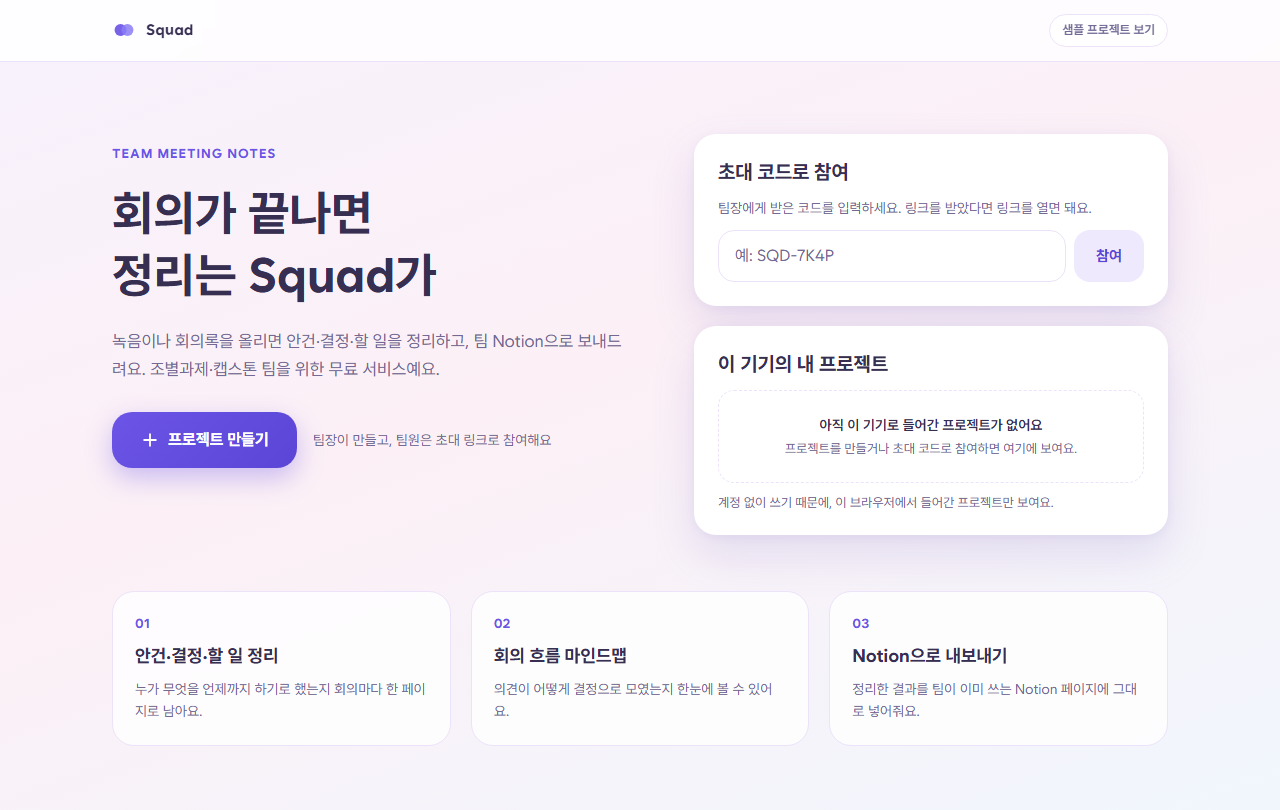 Squad
샘플 프로젝트 보기
TEAM MEETING NOTES
회의가 끝나면
정리는 Squad가
녹음이나 회의록을 올리면 안건·결정·할 일을 정리하고, 팀 Notion으로 보내드
려요. 조별과제·캡스톤 팀을 위한 무료 서비스예요.
프로젝트 만들기
팀장이 만들고, 팀원은 초대 링크로 참여해요
초대 코드로 참여
팀장에게 받은 코드를 입력하세요. 링크를 받았다면 링크를 열면 돼요.
예: SQD-7K4P
참여
이 기기의 내 프로젝트
아직 이 기기로 들어간 프로젝트가 없어요
프로젝트를 만들거나 초대 코드로 참여하면 여기에 보여요.
계정 없이 쓰기 때문에, 이 브라우저에서 들어간 프로젝트만 보여요.
01
안건·결정·할 일 정리
누가 무엇을 언제까지 하기로 했는지 회의마다 한 페이
지로 남아요.
02
회의 흐름 마인드맵
의견이 어떻게 결정으로 모였는지 한눈에 볼 수 있어
요.
03
Notion으로 내보내기
정리한 결과를 팀이 이미 쓰는 Notion 페이지에 그대
로 넣어줘요.